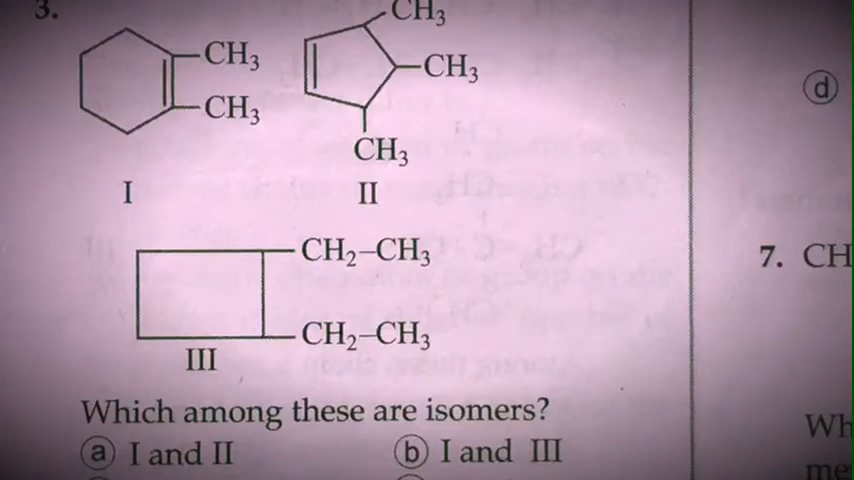 3.
CH₃
CH₃
CH₃
CH₃
CH₃
I
II
CH₂–CH₃
CH₂–CH₃
III
Which among these are isomers?
ⓐ I and II
ⓑ I and III
ⓓ
7. CH
Wh
me